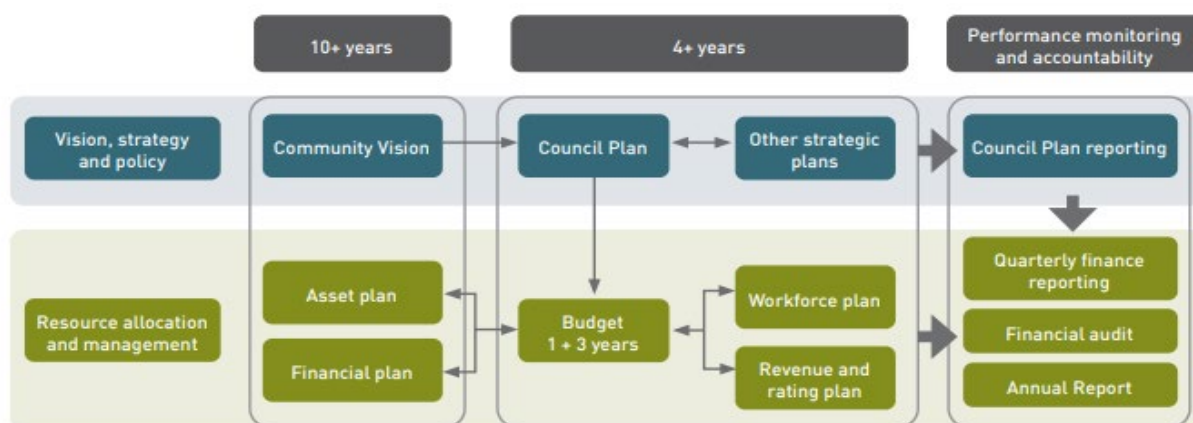 10+ years
4+ years
Performance monitoring
and accountability
Vision, strategy
and policy
Community Vision
Council Plan
Other strategic
plans
Council Plan reporting
Resource allocation
and management
Asset plan
Financial plan
Budget
1 + 3 years
Workforce plan
Revenue and
rating plan
Quarterly finance
reporting
Financial audit
Annual Report